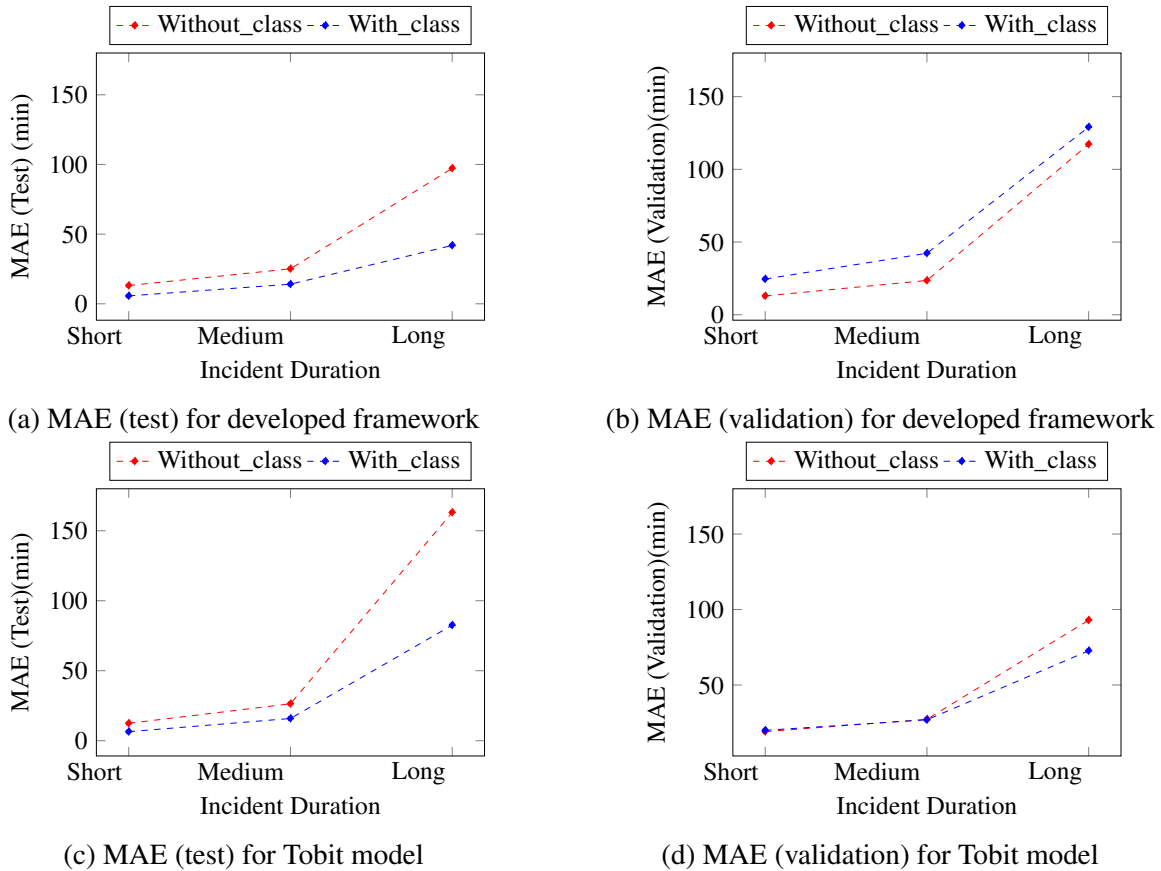 Without_class With_class
MAE (Test) (min)
150
100
50
0
Short Medium Long
Incident Duration
(a) MAE (test) for developed framework
Without_class With_class
MAE (Validation)(min)
150
100
50
0
Short Medium Long
Incident Duration
(b) MAE (validation) for developed framework
Without_class With_class
MAE (Test)(min)
150
100
50
0
Short Medium Long
Incident Duration
(c) MAE (test) for Tobit model
Without_class With_class
MAE (Validation)(min)
150
100
50
Short Medium Long
Incident Duration
(d) MAE (validation) for Tobit model